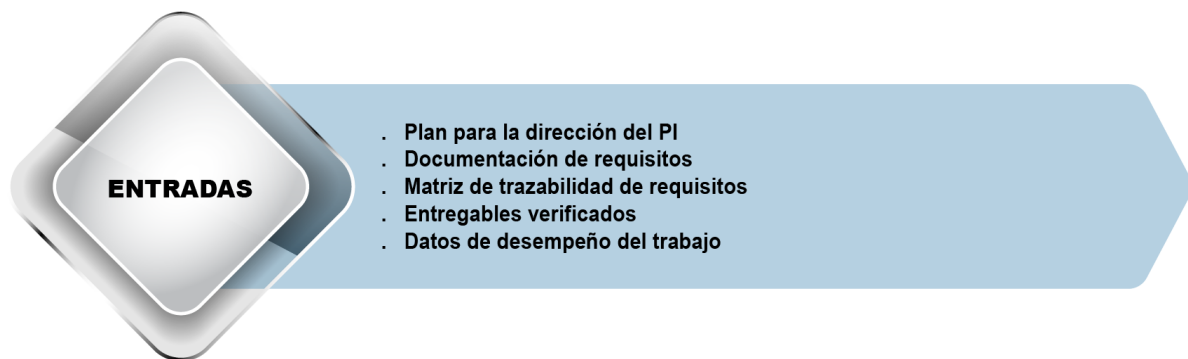 ENTRADAS
. Plan para la dirección del PI
. Documentación de requisitos
. Matriz de trazabilidad de requisitos
. Entregables verificados
. Datos de desempeño del trabajo